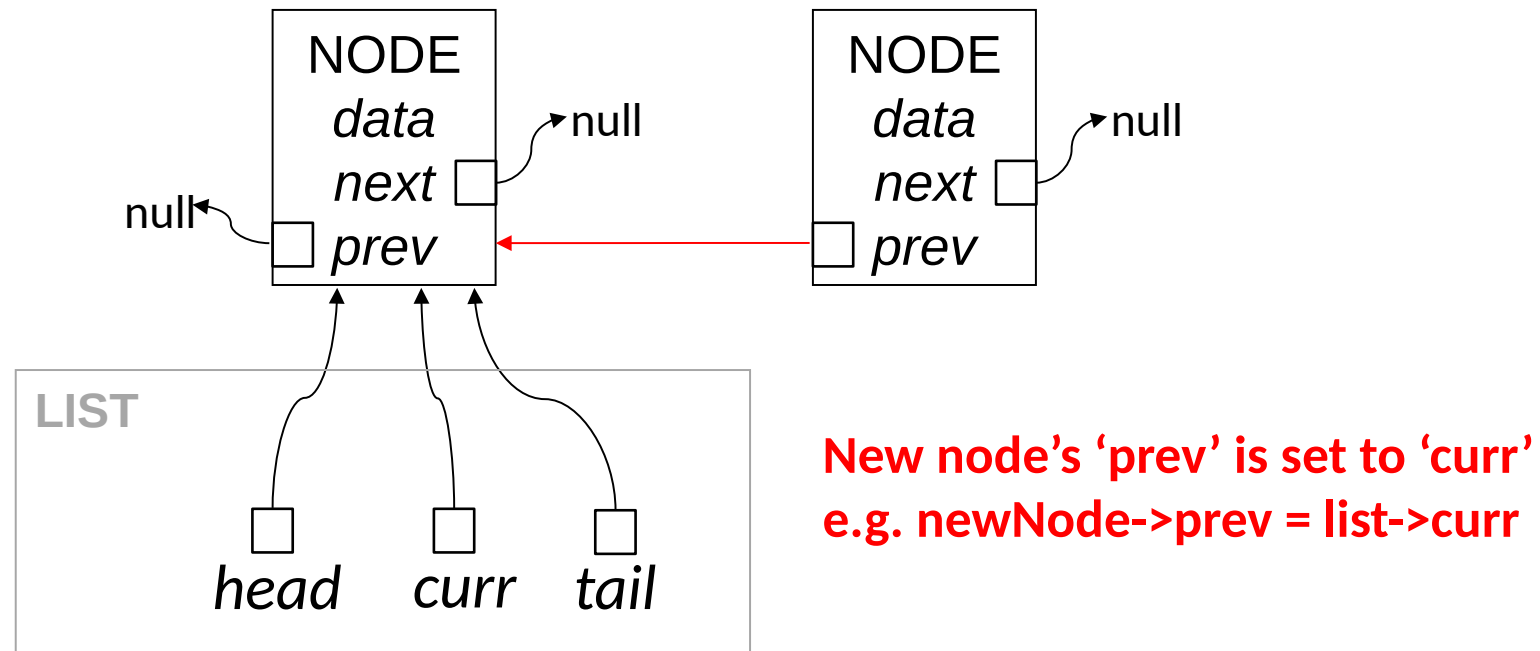 NODE
data
next
prev
null
null
NODE
data
next
prev
null
LIST
head
curr
tail
New node’s ‘prev’ is set to ‘curr’
e.g. newNode->prev = list->curr